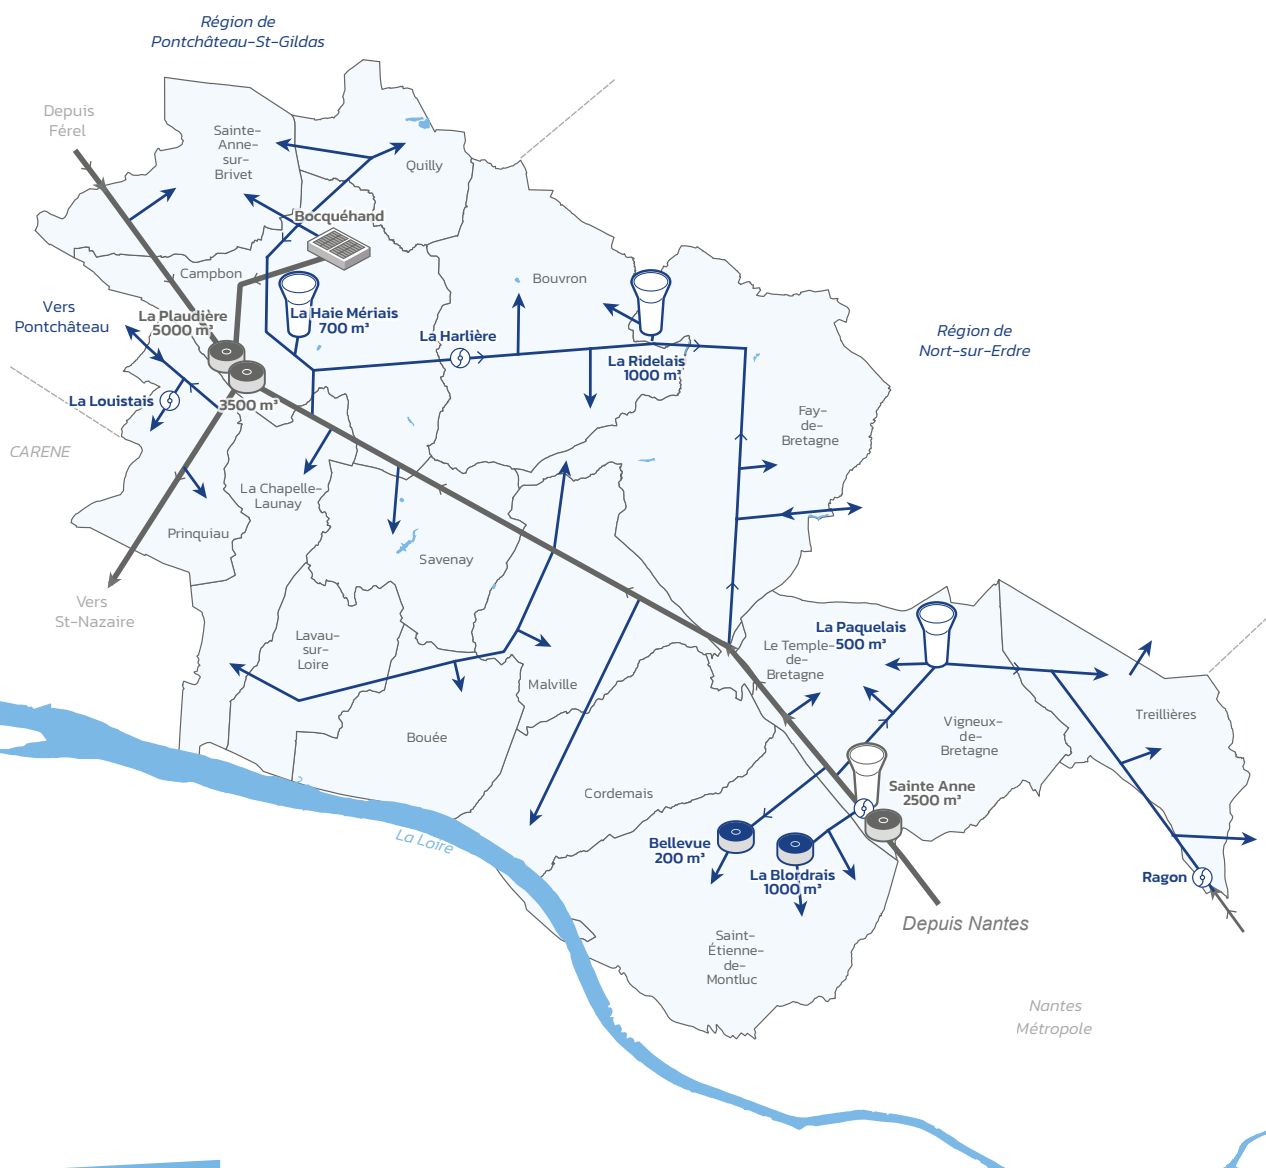 Région de
Pontchâteau-St-Gildas
Depuis
Férel
Sainte-
Anne-
sur-
Brivet
Quilly
Bocquéhand
Campbon
Bouvron
Vers
Pontchâteau
La Plaudière
5000 m³
La Haie Mériais
700 m³
La Harlière
La Ridelais
1000 m³
Région de
Nort-sur-Erdre
La Louistais
3500 m³
Fay-
de-
Bretagne
CARENE
La Chapelle-
Launay
Prinquiau
Savenay
Vers
St-Nazaire
Lavau-
sur-
Loire
La Paquelais
500 m³
Le Temple-
de-
Bretagne
Malville
Treillières
Vigneux-
de-
Bretagne
Bouée
Cordemais
Sainte Anne
2500 m³
La Loire
Bellevue
200 m³
La Blordrais
1000 m³
Ragon
Depuis Nantes
Saint-
Étienne-
de-
Montluc
Nantes
Métropole